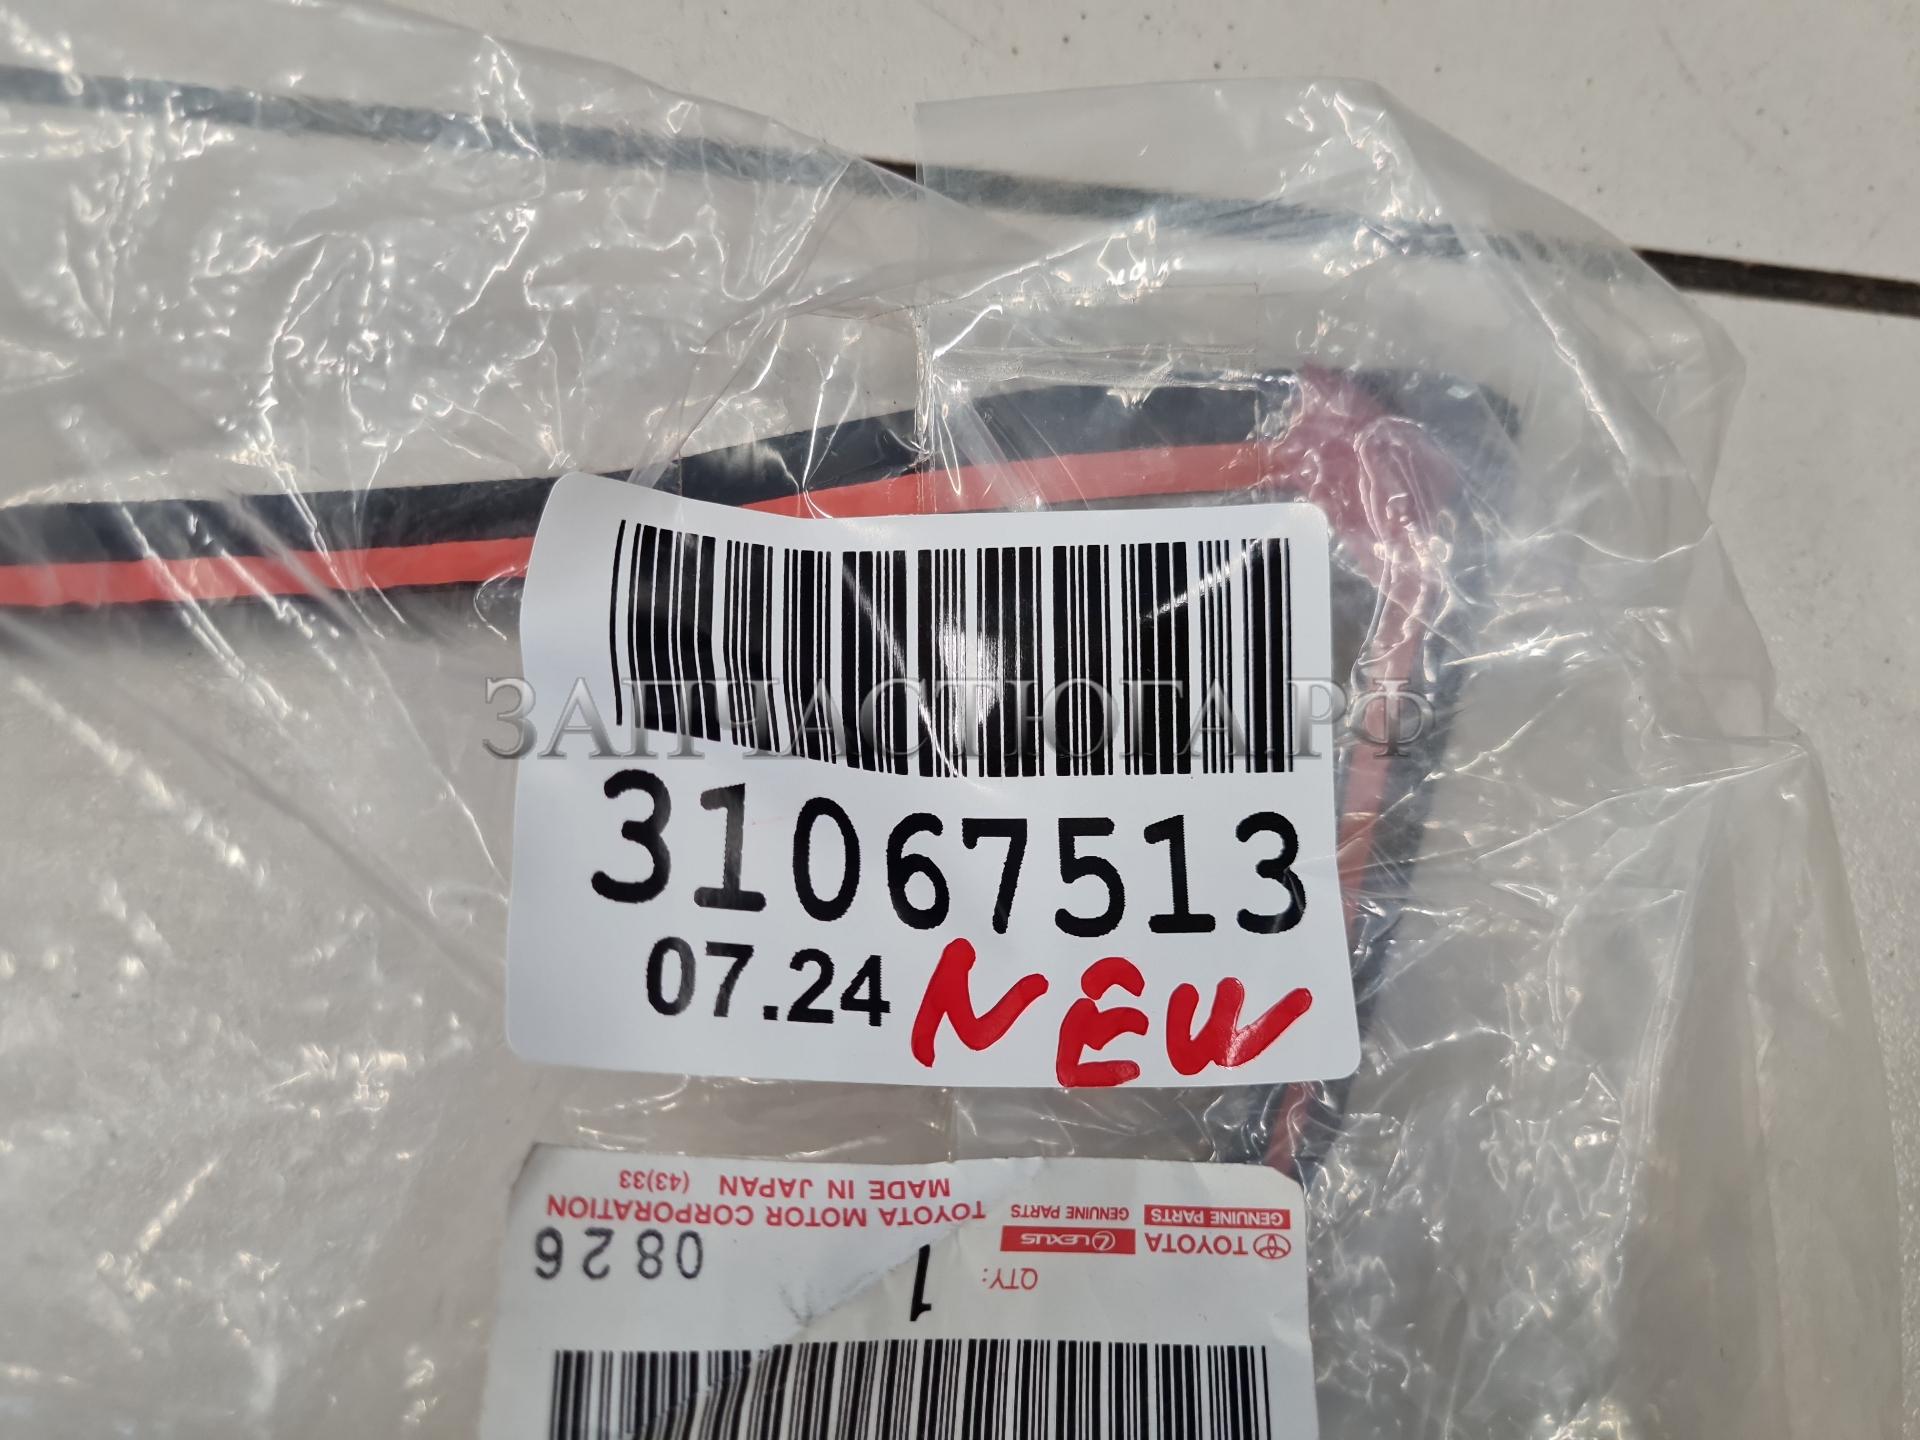 ЗАПЧАСТЮГА.РФ
31067513
07.24 NEW
TOYOTA LEXUS
GENUINE PARTS GENUINE PARTS
TOYOTA MOTOR CORPORATION
MADE IN JAPAN (43)33
QTY: 1 0826